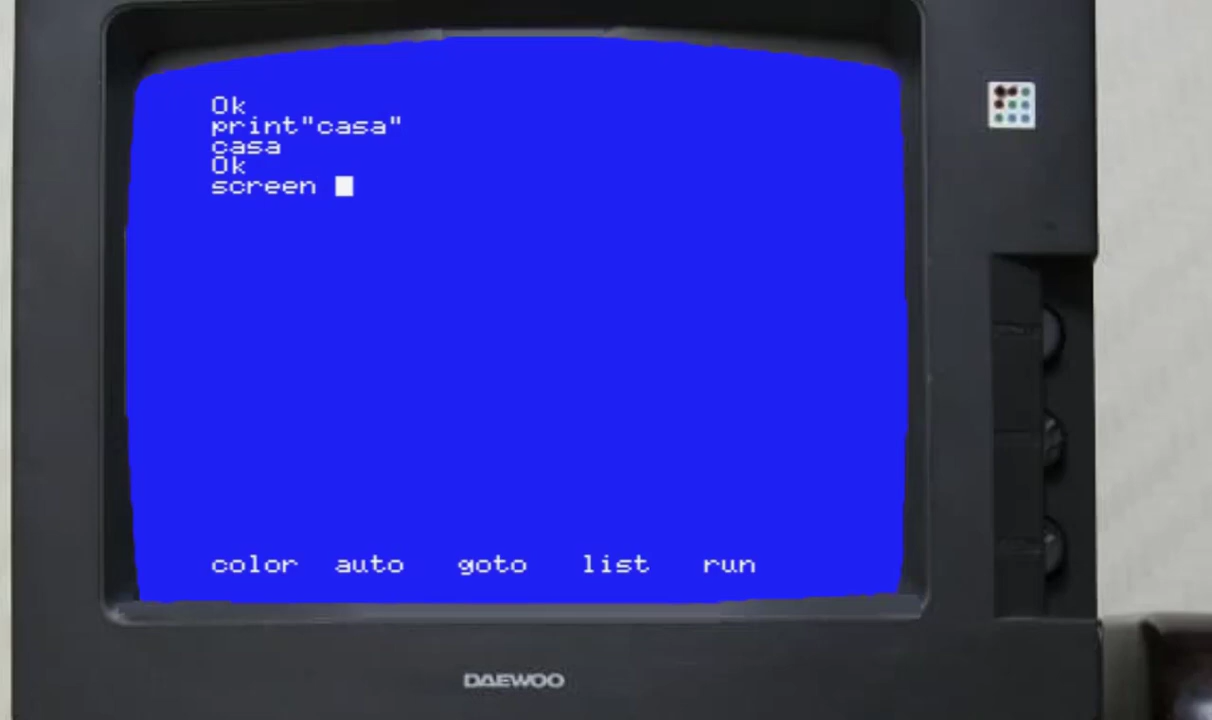 Ok
print"casa"
casa
Ok
screen
color auto goto list run
DAEWOO